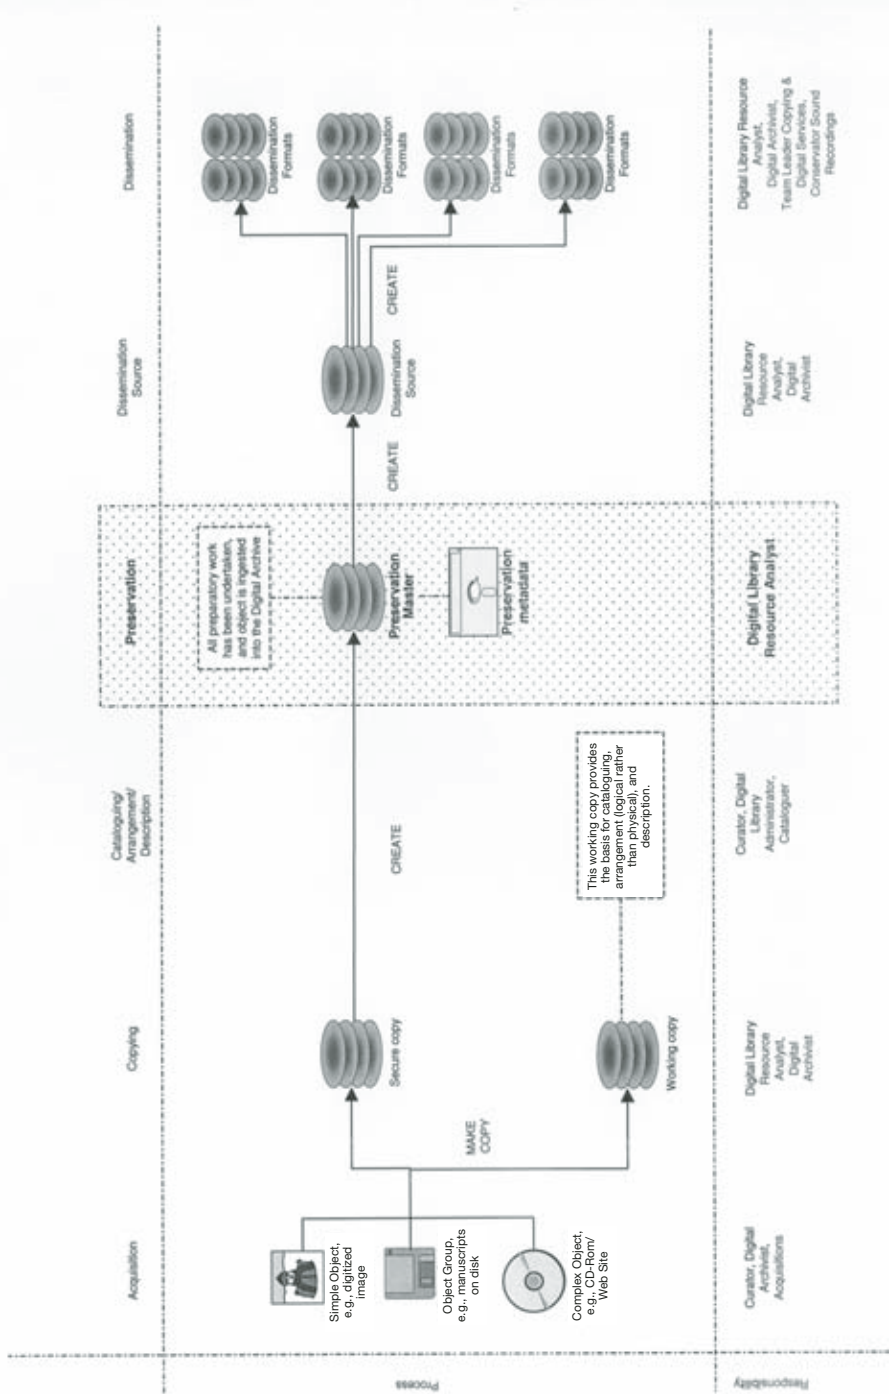 Acquisition
Copying
Cataloguing/
Arrangement/
Description
Preservation
Dissemination
Source
Dissemination
Process
Simple Object,
e.g., digitized
image
Object Group,
e.g., manuscripts
on disk
Complex Object,
e.g., CD-Rom/
Web Site
MAKE
COPY
Secure copy
Working copy
CREATE
This working copy provides
the basis for cataloguing,
arrangement (logical rather
than physical), and
description.
All preparatory work
has been undertaken,
and object is ingested
into the Digital Archive
Preservation
Master
Preservation
metadata
CREATE
Dissemination
Source
CREATE
Dissemination
Formats
Dissemination
Formats
Dissemination
Formats
Dissemination
Formats
Responsibility
Curator, Digital
Archivist,
Acquisitions
Digital Library
Resource
Analyst,
Digital
Archivist
Curator, Digital
Library
Administrator,
Cataloguer
Digital Library
Resource Analyst
Digital Library
Resource
Analyst,
Digital
Archivist
Digital Library Resource
Analyst,
Digital Archivist,
Team Leader Copying &
Digital Services,
Conservator Sound
Recordings